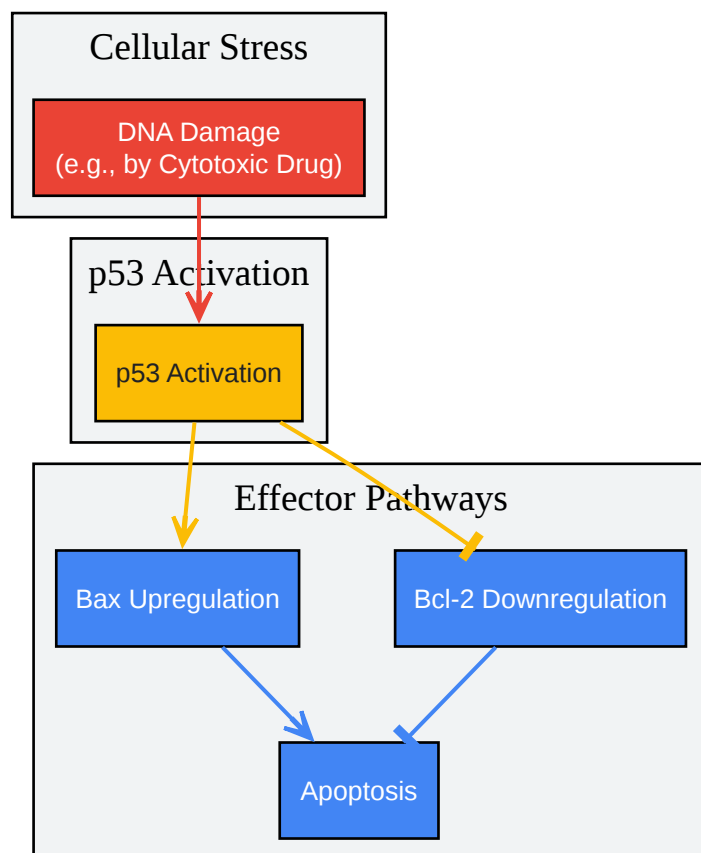 Cellular Stress
DNA Damage
(e.g., by Cytotoxic Drug)
p53 Activation
p53 Activation
Effector Pathways
Bax Upregulation
Bcl-2 Downregulation
Apoptosis